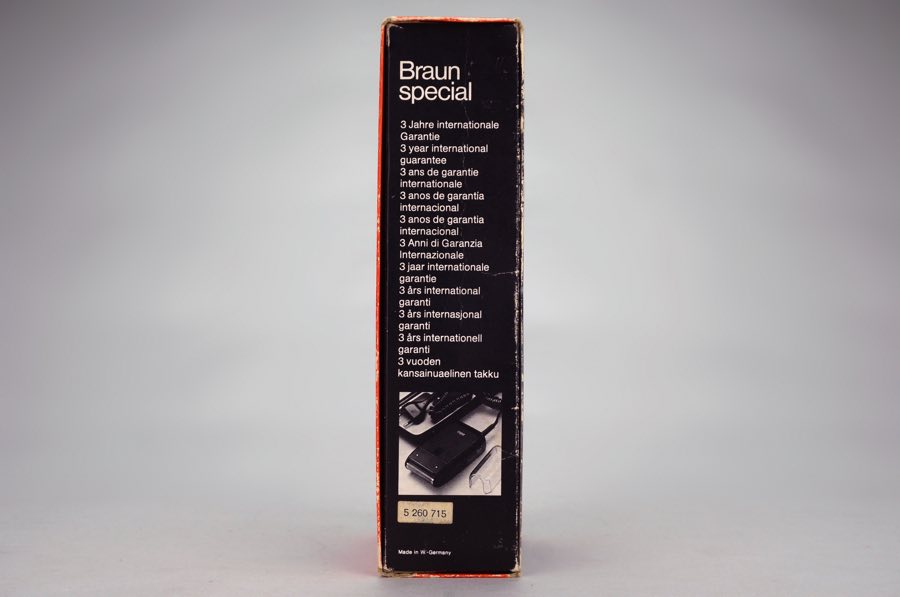 Braun
special
3 Jahre internationale
Garantie
3 year international
guarantee
3 ans de garantie
internationale
3 anos de garantia
internacional
3 anos de garantia
internacional
3 Anni di Garanzia
Internazionale
3 jaar internationale
garantie
3 års international
garanti
3 års internasjonal
garanti
3 års internationell
garanti
3 vuoden
kansainuaelinen takku
5 260 715
Made in W.-Germany